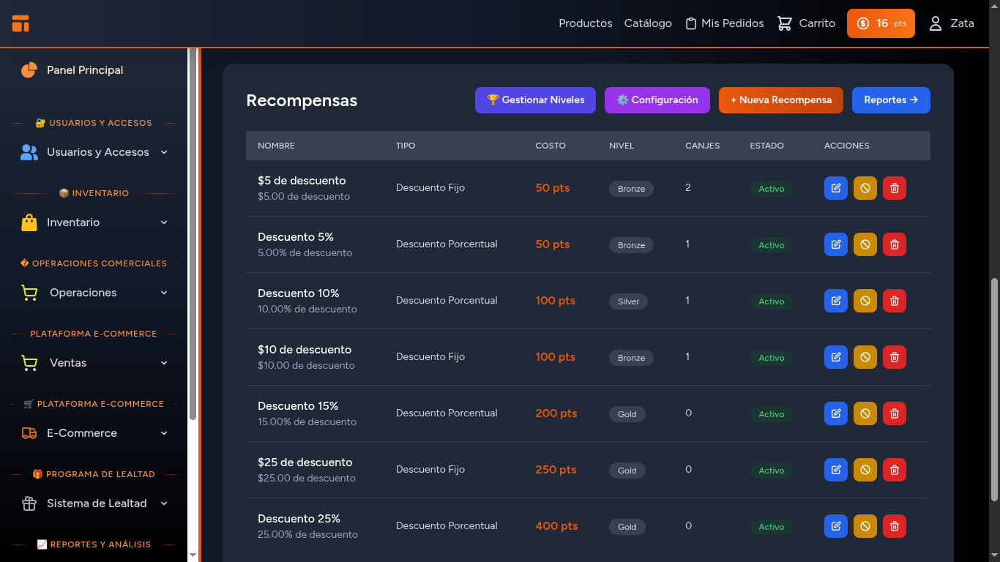 Productos Catálogo Mis Pedidos Carrito 16 pts Zata
Panel Principal
🔐 USUARIOS Y ACCESOS
Usuarios y Accesos
📦 INVENTARIO
Inventario
� OPERACIONES COMERCIALES
Operaciones
PLATAFORMA E-COMMERCE
Ventas
🛒 PLATAFORMA E-COMMERCE
E-Commerce
🎁 PROGRAMA DE LEALTAD
Sistema de Lealtad
📈 REPORTES Y ANÁLISIS
Recompensas
🏆 Gestionar Niveles ⚙️ Configuración + Nueva Recompensa Reportes →
NOMBRE TIPO COSTO NIVEL CANJES ESTADO ACCIONES
$5 de descuento
$5.00 de descuento
Descuento Fijo 50 pts Bronze 2 Activo
Descuento 5%
5.00% de descuento
Descuento Porcentual 50 pts Bronze 1 Activo
Descuento 10%
10.00% de descuento
Descuento Porcentual 100 pts Silver 1 Activo
$10 de descuento
$10.00 de descuento
Descuento Fijo 100 pts Bronze 1 Activo
Descuento 15%
15.00% de descuento
Descuento Porcentual 200 pts Gold 0 Activo
$25 de descuento
$25.00 de descuento
Descuento Fijo 250 pts Gold 0 Activo
Descuento 25%
25.00% de descuento
Descuento Porcentual 400 pts Gold 0 Activo